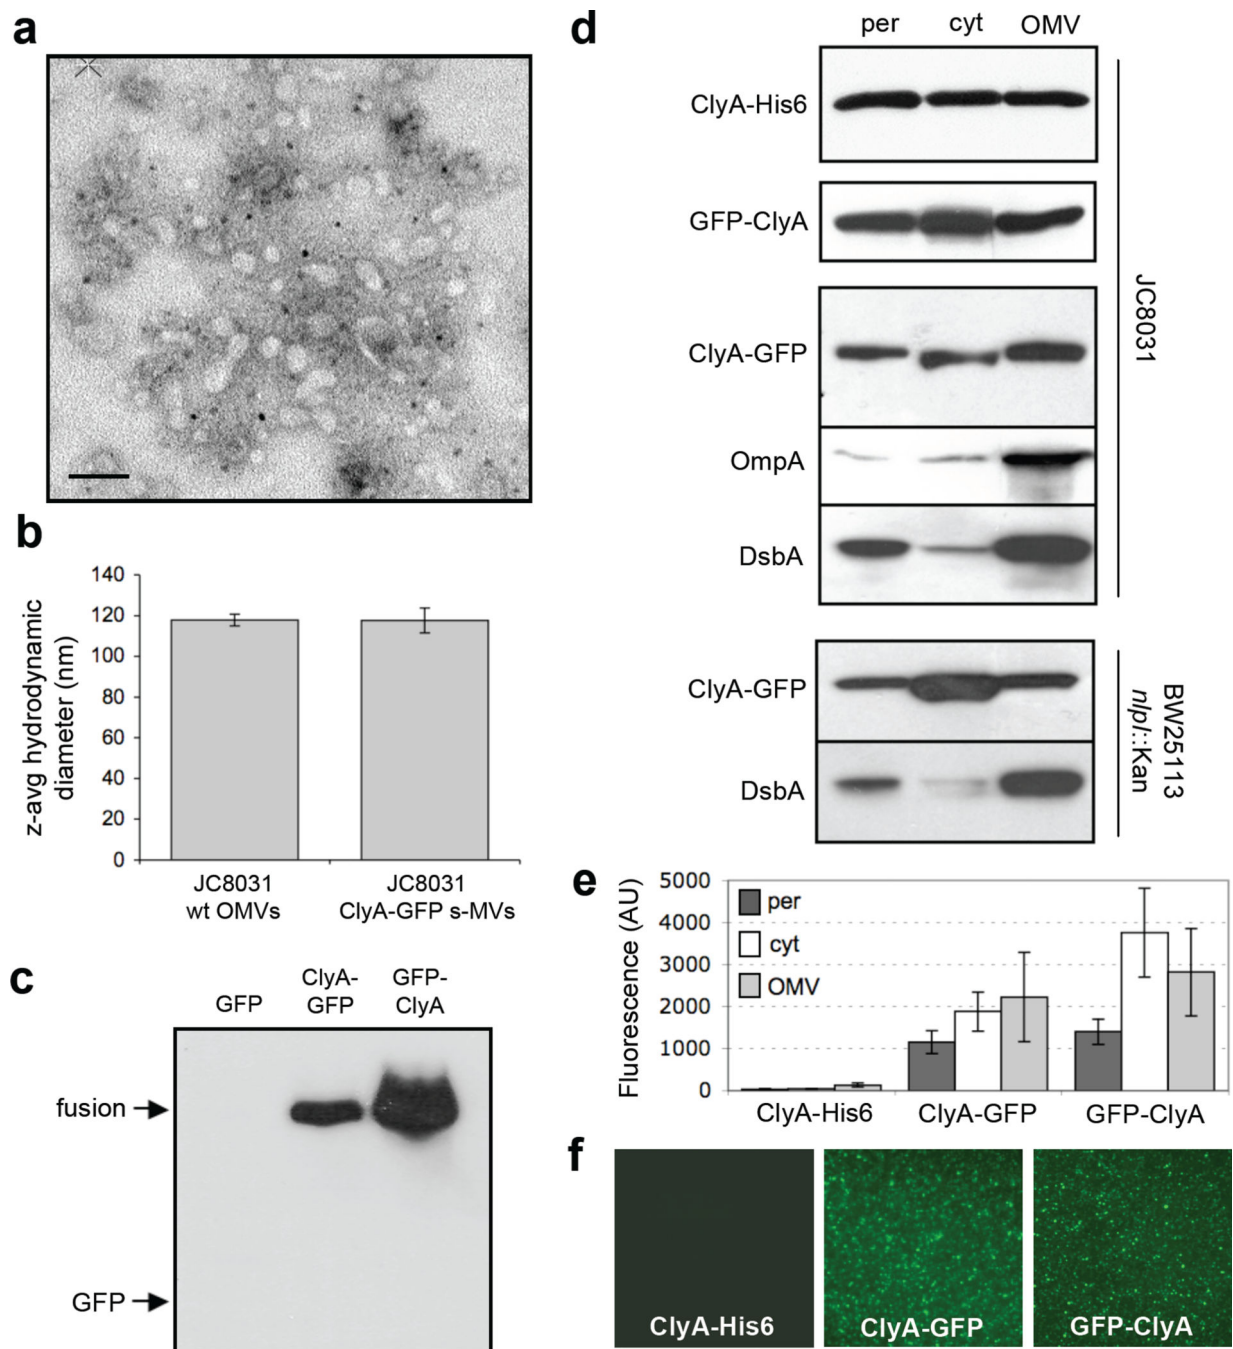 a
b
140
120
100
80
60
40
20
0
z-avg hydrodynamic
diameter (nm)
JC8031
wt OMVs
JC8031
ClyA-GFP s-MVs
c
GFP
ClyA-
GFP
GFP-
ClyA
fusion
GFP
d
per cyt OMV
ClyA-His6
GFP-ClyA
ClyA-GFP
OmpA
DsbA
JC8031
ClyA-GFP
DsbA
BW25113
nlpI::Kan
e
Fluorescence (AU)
5000
4000
3000
2000
1000
0
per
cyt
OMV
ClyA-His6 ClyA-GFP GFP-ClyA
f
ClyA-His6 ClyA-GFP GFP-ClyA